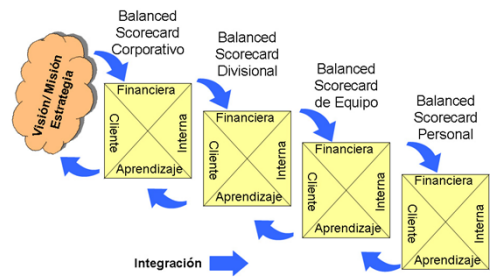 Visión/ Misión
Estrategia
Balanced
Scorecard
Corporativo
Financiera
Cliente
Interna
Aprendizaje
Balanced
Scorecard
Divisional
Financiera
Cliente
Interna
Aprendizaje
Balanced
Scorecard
de Equipo
Financiera
Cliente
Interna
Aprendizaje
Balanced
Scorecard
Personal
Financiera
Cliente
Interna
Aprendizaje
Integración